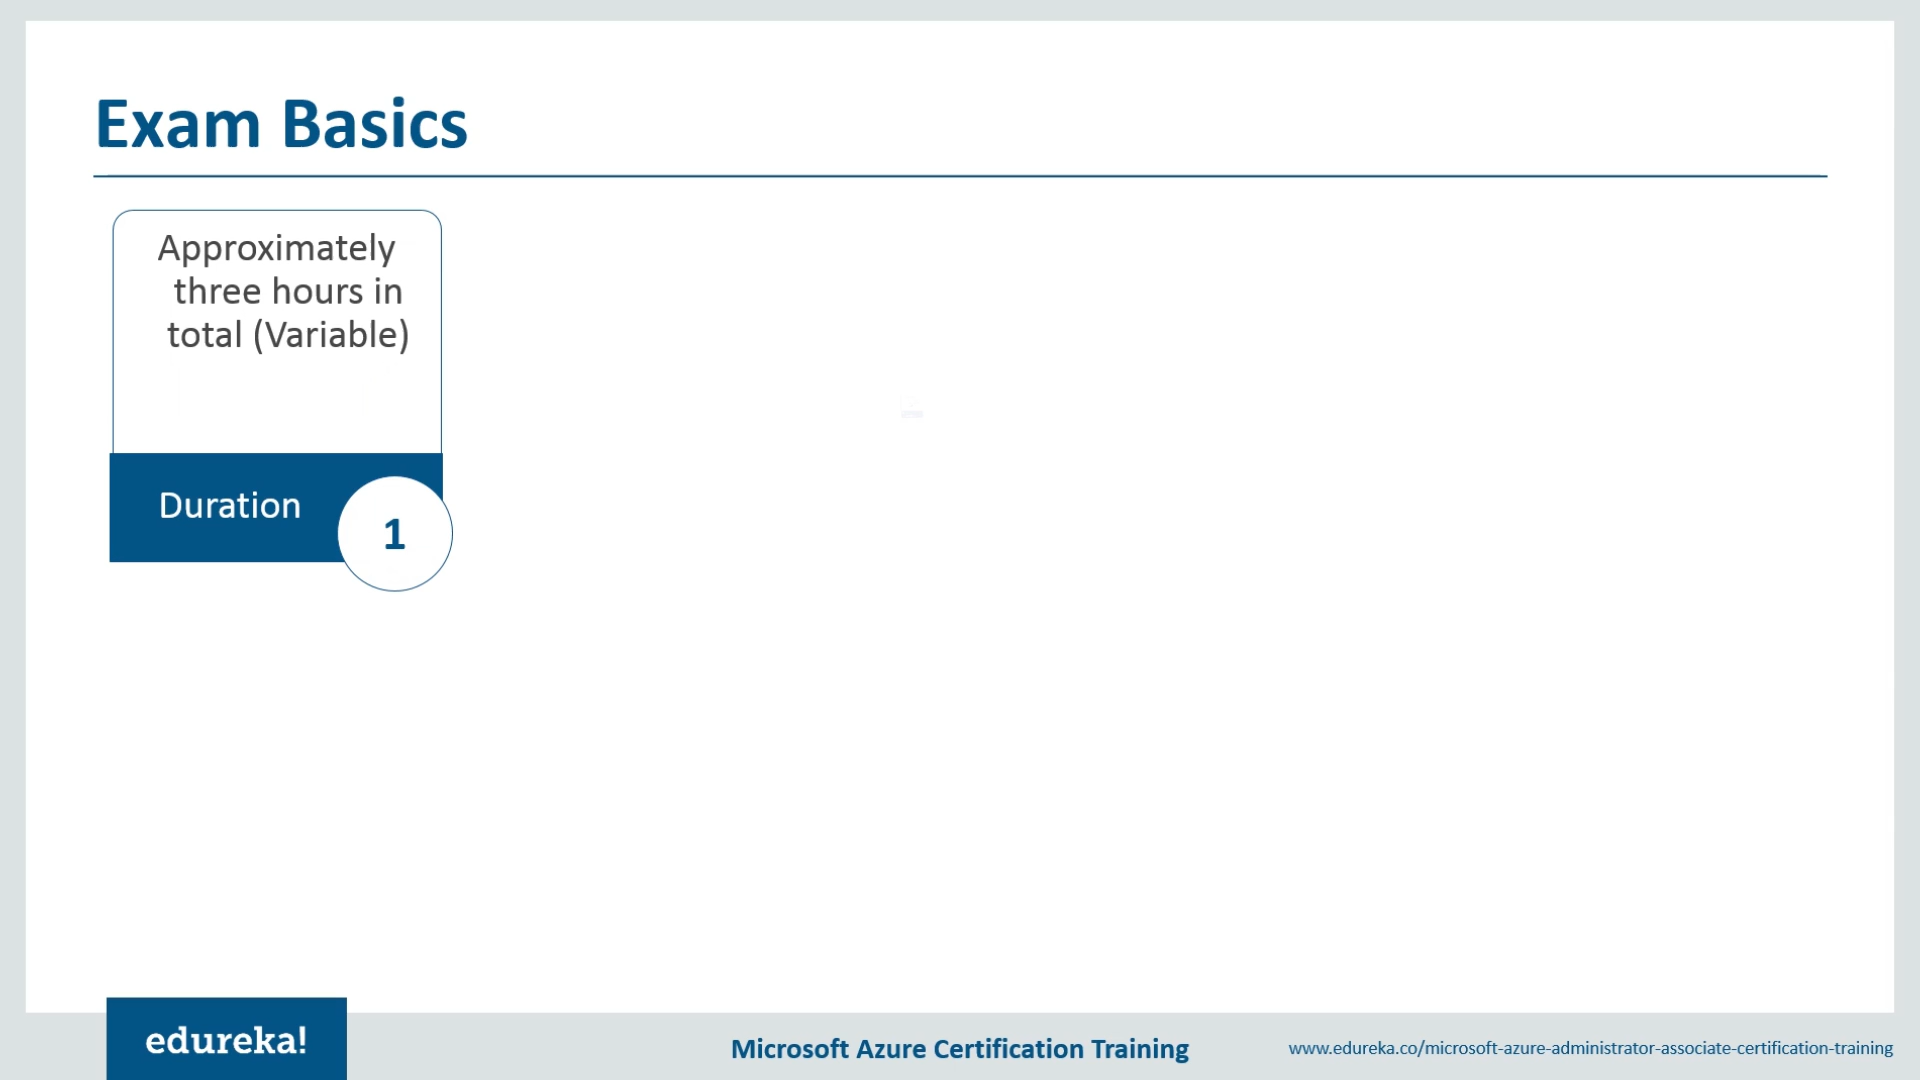 Exam Basics
Approximately
three hours in
total (Variable)
Duration
1
edureka!
Microsoft Azure Certification Training
www.edureka.co/microsoft-azure-administrator-associate-certification-training